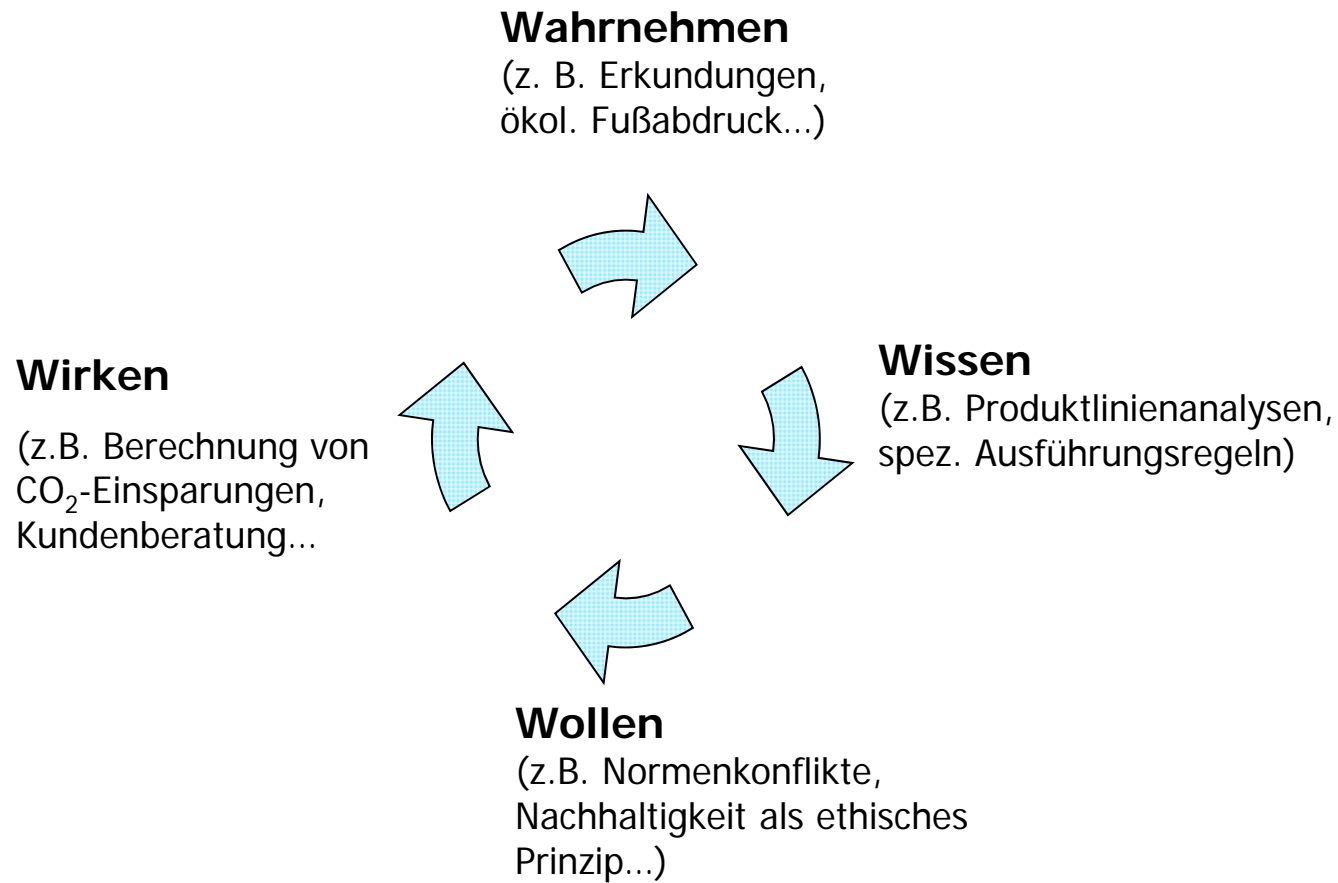 Wahrnehmen
(z. B. Erkundungen,
ökol. Fußabdruck...)
Wissen
(z.B. Produktlinienanalysen,
spez. Ausführungsregeln)
Wollen
(z.B. Normenkonflikte,
Nachhaltigkeit als ethisches
Prinzip...)
Wirken
(z.B. Berechnung von
CO₂-Einsparungen,
Kundenberatung...